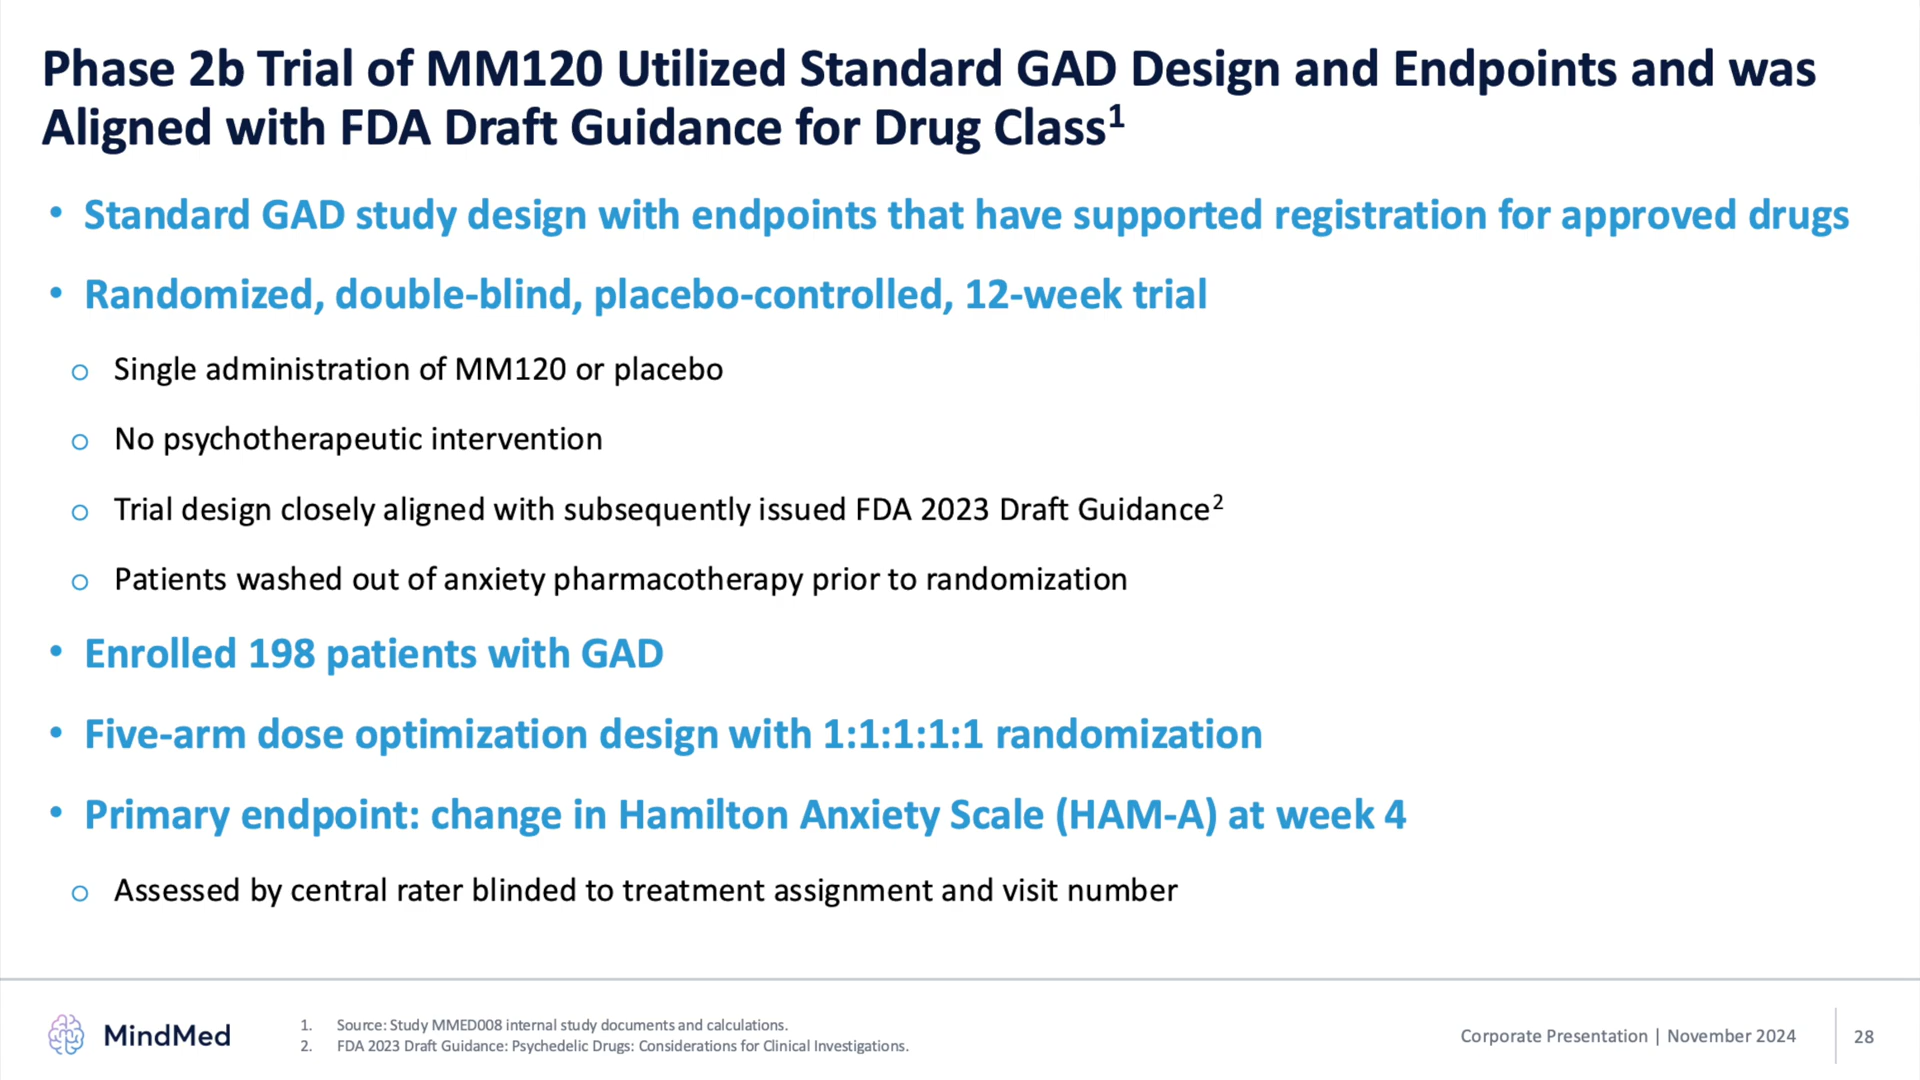 Phase 2b Trial of MM120 Utilized Standard GAD Design and Endpoints and was
Aligned with FDA Draft Guidance for Drug Class¹
• Standard GAD study design with endpoints that have supported registration for approved drugs
• Randomized, double-blind, placebo-controlled, 12-week trial
o Single administration of MM120 or placebo
o No psychotherapeutic intervention
o Trial design closely aligned with subsequently issued FDA 2023 Draft Guidance²
o Patients washed out of anxiety pharmacotherapy prior to randomization
• Enrolled 198 patients with GAD
• Five-arm dose optimization design with 1:1:1:1:1 randomization
• Primary endpoint: change in Hamilton Anxiety Scale (HAM-A) at week 4
o Assessed by central rater blinded to treatment assignment and visit number
MindMed
1. Source: Study MMED008 internal study documents and calculations.
2. FDA 2023 Draft Guidance: Psychedelic Drugs: Considerations for Clinical Investigations.
Corporate Presentation | November 2024
28